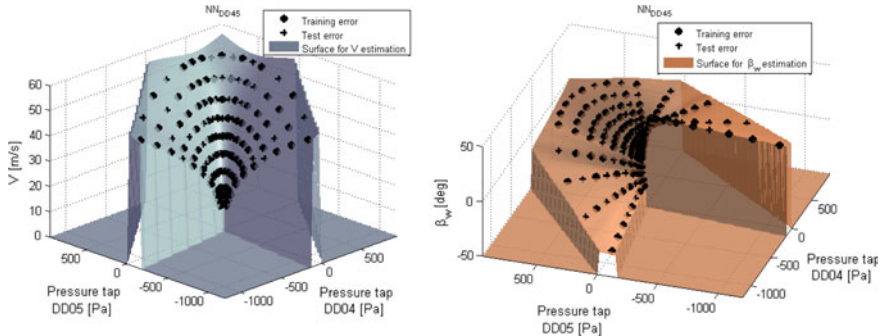 NN_DD45
Training error
Test error
Surface for V estimation
60
50
40
30
20
10
0
V [m/s]
500
0
-500
-1000
Pressure tap
DD05 [Pa]
-1000
-500
0
500
Pressure tap
DD04 [Pa]
NN_DD45
Training error
Test error
Surface for β_w estimation
50
0
-50
β_w [deg]
500
0
-500
-1000
Pressure tap
DD05 [Pa]
500
0
-500
-1000
Pressure tap
DD04 [Pa]